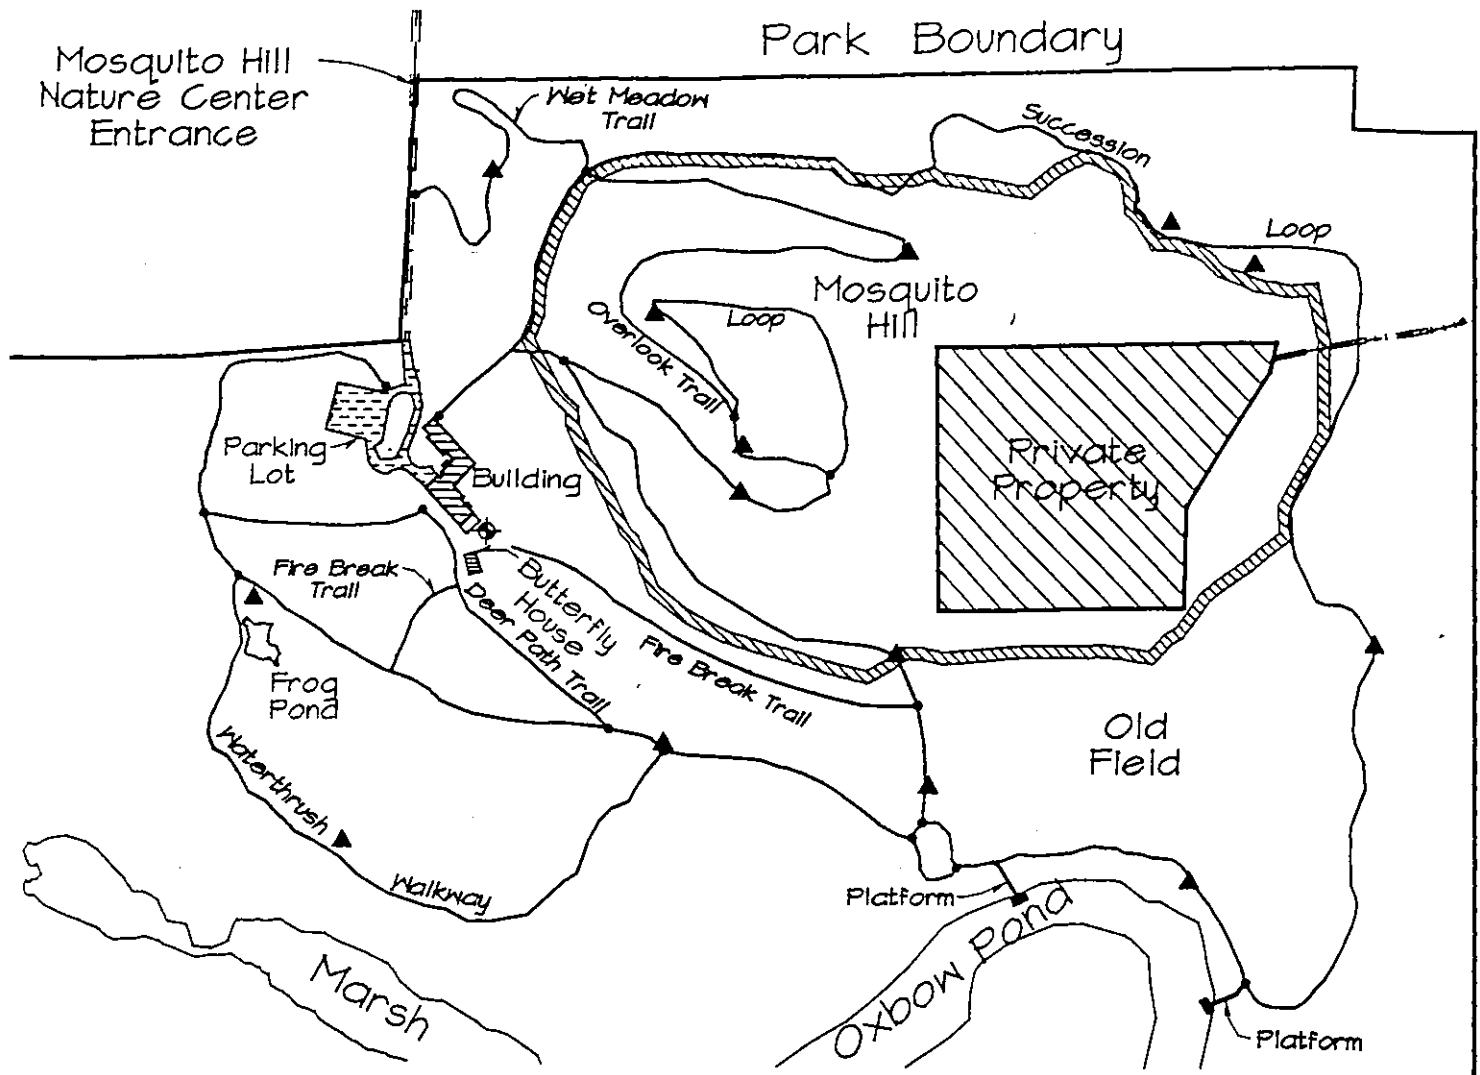 Park Boundary
Mosquito Hill
Nature Center
Entrance
Wet Meadow
Trail
Succession
Loop
Mosquito
Hill
Overlook Trail
Loop
Parking
Lot
Building
Private
Property
Fire Break
Trail
Butterfly
House
Deer Path Trail
Fire Break Trail
Frog
Pond
Old
Field
Waterthrush
Walkway
Platform
Oxbow Pond
Marsh
Platform